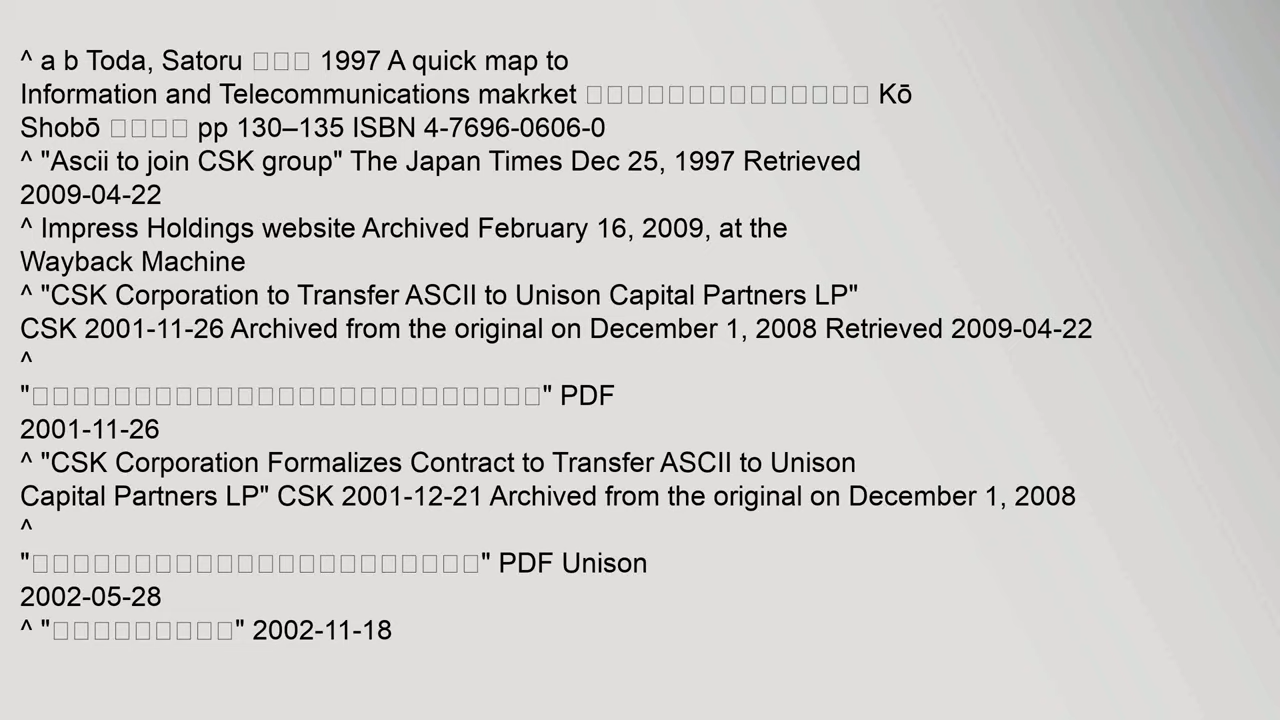 ^ a b Toda, Satoru □□□ 1997 A quick map to
Information and Telecommunications makrket □□□□□□□□□□□□□□ Kō
Shobō □□□□ pp 130–135 ISBN 4-7696-0606-0
^ "Ascii to join CSK group" The Japan Times Dec 25, 1997 Retrieved
2009-04-22
^ Impress Holdings website Archived February 16, 2009, at the
Wayback Machine
^ "CSK Corporation to Transfer ASCII to Unison Capital Partners LP"
CSK 2001-11-26 Archived from the original on December 1, 2008 Retrieved 2009-04-22
^
"□□□□□□□□□□□□□□□□□□□□□□□□□" PDF
2001-11-26
^ "CSK Corporation Formalizes Contract to Transfer ASCII to Unison
Capital Partners LP" CSK 2001-12-21 Archived from the original on December 1, 2008
^
"□□□□□□□□□□□□□□□□□□□□□□" PDF Unison
2002-05-28
^ "□□□□□□□□□" 2002-11-18